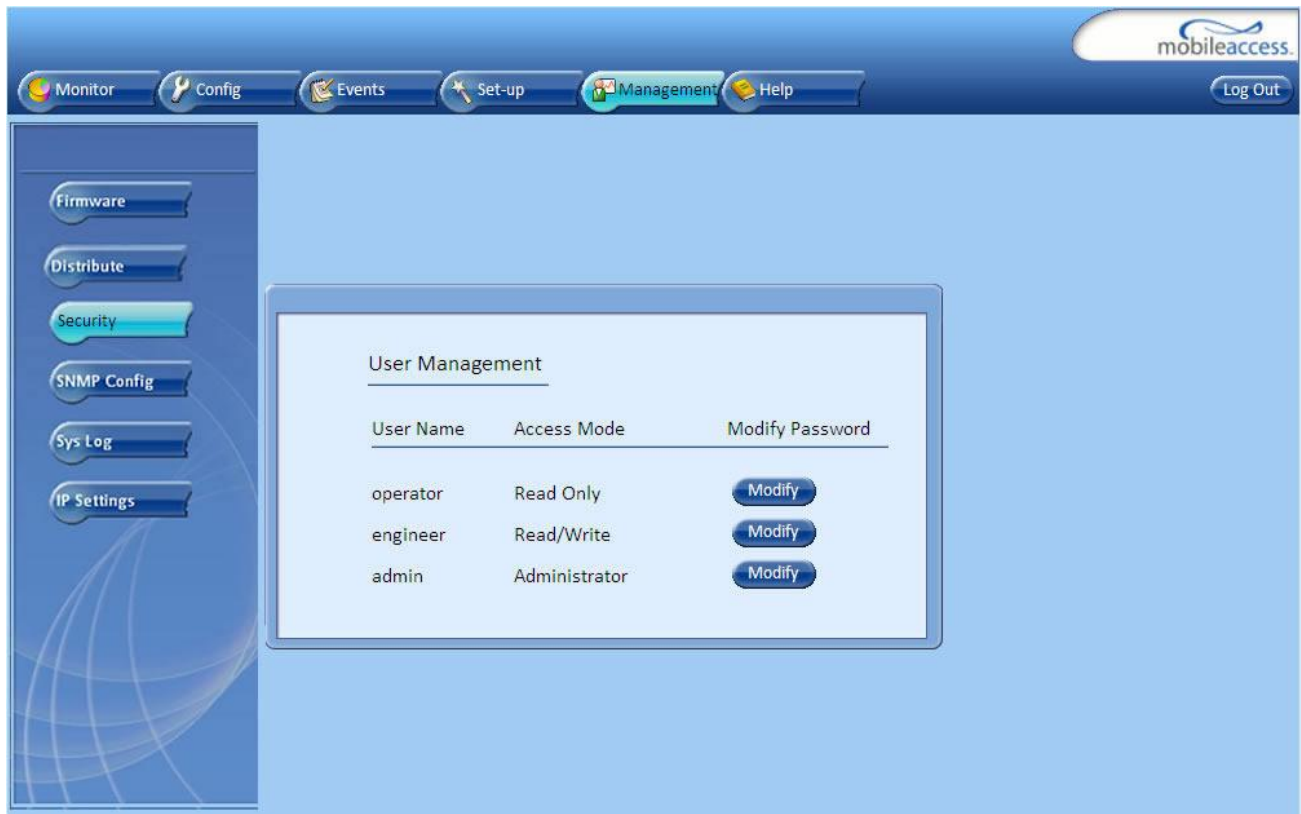 mobileaccess.
Monitor Config Events Set-up Management Help Log Out
Firmware
Distribute
Security
SNMP Config
Sys Log
IP Settings
User Management
User Name Access Mode Modify Password
operator Read Only Modify
engineer Read/Write Modify
admin Administrator Modify